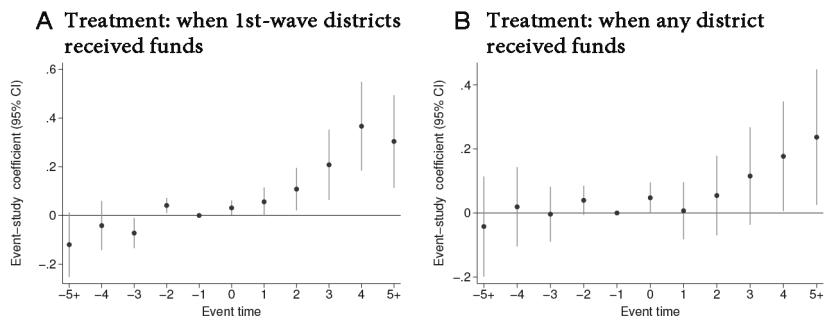 A Treatment: when 1st-wave districts
received funds
Event-study coefficient (95% CI)
.6
.4
.2
0
-.2
-5+ -4 -3 -2 -1 0 1 2 3 4 5+
Event time
B Treatment: when any district
received funds
Event-study coefficient (95% CI)
.4
.2
0
-.2
-5+ -4 -3 -2 -1 0 1 2 3 4 5+
Event time